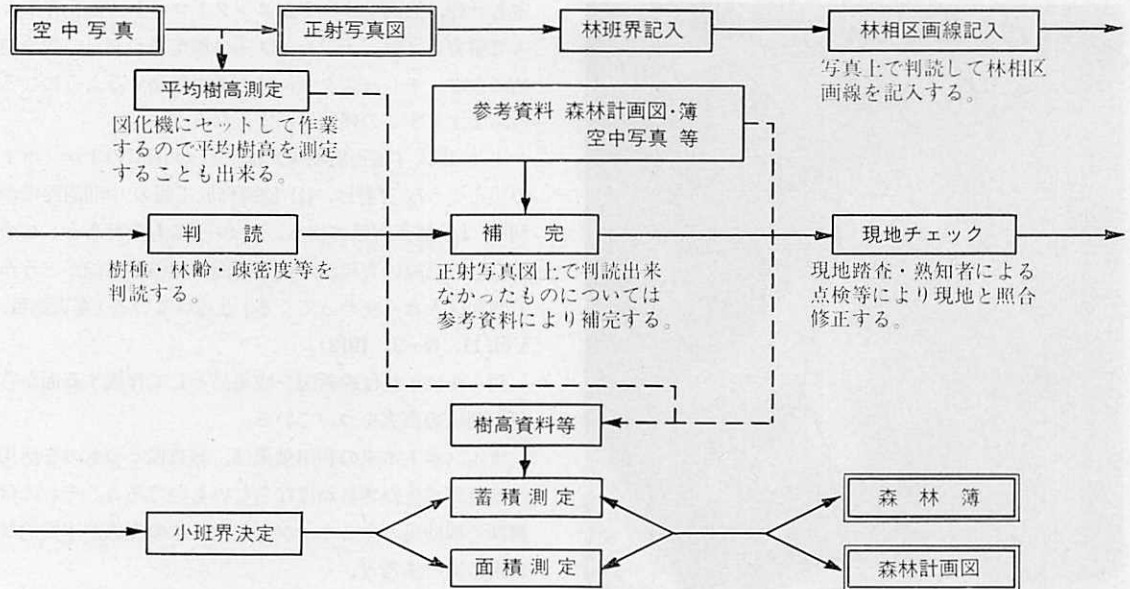 空中写真
正射写真図
林班界記入
林相区画線記入
写真上で判読して林相区
画線を記入する。
平均樹高測定
図化機にセットして作業
するので平均樹高を測定
することも出来る。
参考資料 森林計画図・簿
空中写真 等
判読
樹種・林齢・疎密度等を
判読する。
補完
正射写真図上で判読出来
なかったものについては
参考資料により補完する。
現地チェック
現地踏査・熟知者による
点検等により現地と照合
修正する。
樹高資料等
小班界決定
蓄積測定
面積測定
森林簿
森林計画図